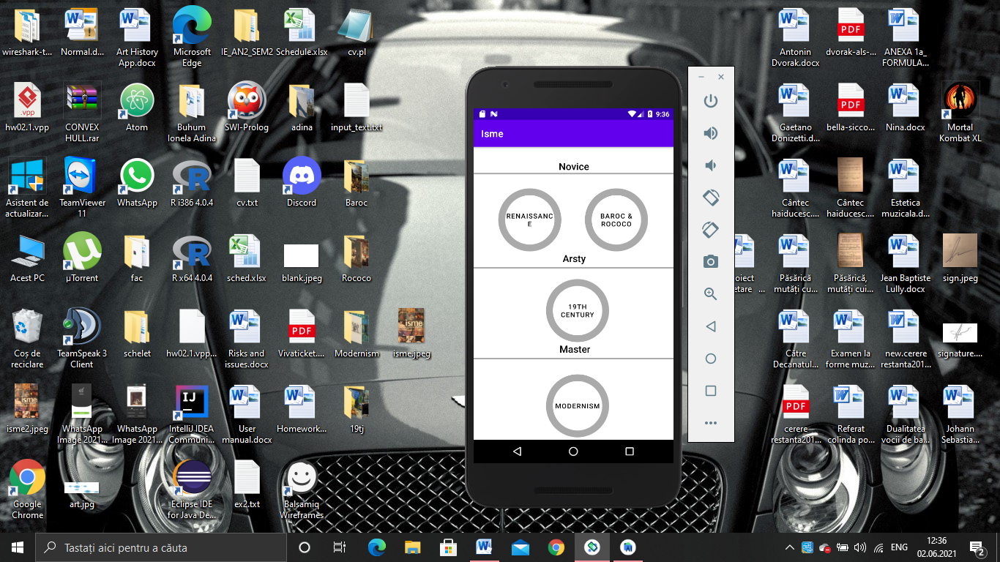 wireshark-t...
Normal.d...
Art History
App.docx
Microsoft
Edge
IE_AN2_SEM2
Schedule.xlsx
cv.pl
Antonin
Dvorak.docx
PDF
dvorak-als-...
ANEXA 1a_
FORMULA...
.vpp
hw02.1.vpp
CONVEX
HULL.rar
Atom
Buhum
Ionela Adina
SWI-Prolog
adina
input_text.txt
Gaetano
Donizetti.d...
PDF
bella-sicco...
Nina.docx
Mortal
Kombat XL
Asistent de
actualizar...
TeamViewer
11
WhatsApp
R i386 4.0.4
cv.txt
Discord
Baroc
Cântec
haiducesc....
Cântec
haiducesc....
Estetica
muzicala.d...
Acest PC
µTorrent
fac
R x64 4.0.4
sched.xlsx
blank.jpeg
Rococo
oiect
etare ...
Păsărică
mutăți cu...
Păsărică,
mutăți cui...
Jean Baptiste
Lully.docx
sign.jpeg
Coș de
reciclare
TeamSpeak 3
Client
schelet
hw02.1.vpp...
Risks and
issues.docx
PDF
Vivaticket....
Modernism
isme
isme.jpeg
Către
Decanatul...
Examen la
forme muz...
new.cerere
restanta201...
signature....
isme
isme2.jpeg
WhatsApp
Image 2021...
WhatsApp
Image 2021...
IJ
IntelliJ IDEA
Communi...
User
manual.docx
Homework...
19tj
PDF
cerere
restanta201...
Referat
colinda po...
Dualitatea
vocii de ba...
Johann
Sebastia...
Google
Chrome
art.jpg
Eclipse IDE
for Java De...
ex2.txt
Balsamiq
Wireframes
9:36
Isme
Novice
RENAISSANC
E
BAROC &
ROCOCO
Arsty
19TH
CENTURY
Master
MODERNISM
Tastați aici pentru a căuta
ENG
12:36
02.06.2021
2